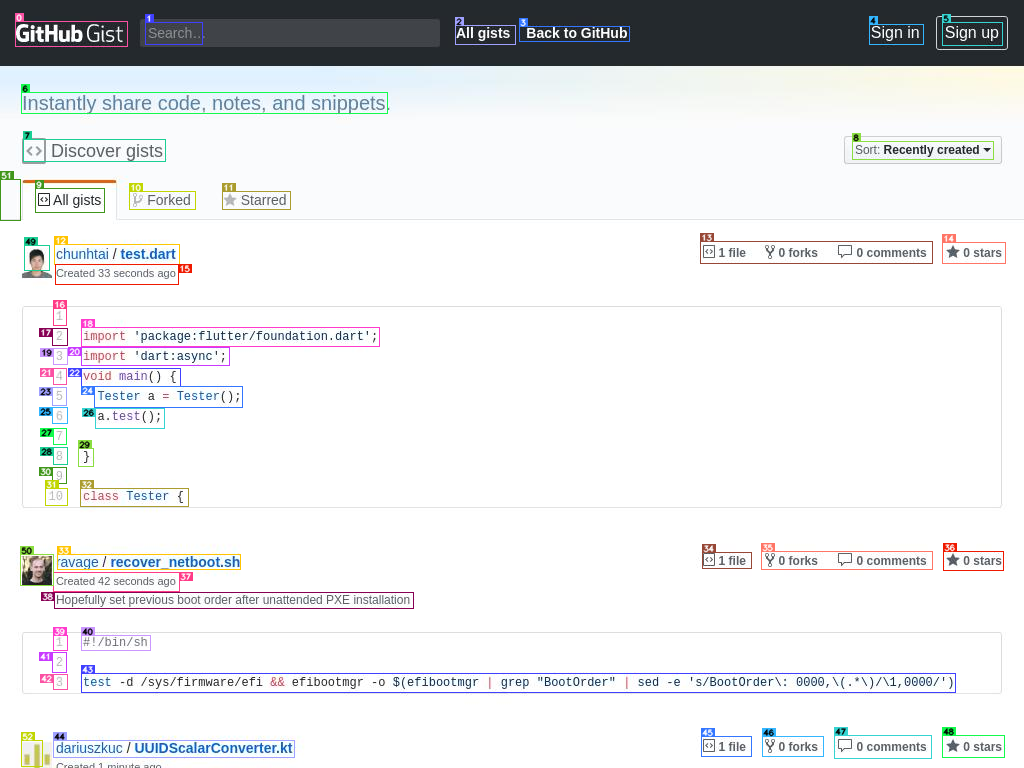 GitHub Gist Search... All gists Back to GitHub Sign in Sign up
Instantly share code, notes, and snippets.
Discover gists
Sort: Recently created
All gists Forked Starred
chunhtai / test.dart
1 file 0 forks 0 comments 0 stars
Created 33 seconds ago
1
2 import 'package:flutter/foundation.dart';
3 import 'dart:async';
4 void main() {
5 Tester a = Tester();
6 a.test();
7
8 }
9
10 class Tester {
ravage / recover_netboot.sh
1 file 0 forks 0 comments 0 stars
Created 42 seconds ago
Hopefully set previous boot order after unattended PXE installation
1 #!/bin/sh
2
3 test -d /sys/firmware/efi && efibootmgr -o $(efibootmgr | grep "BootOrder" | sed -e 's/BootOrder\: 0000,\(.*\)/\1,0000/')
dariuszkuc / UUIDScalarConverter.kt
1 file 0 forks 0 comments 0 stars
Created 1 minute ago